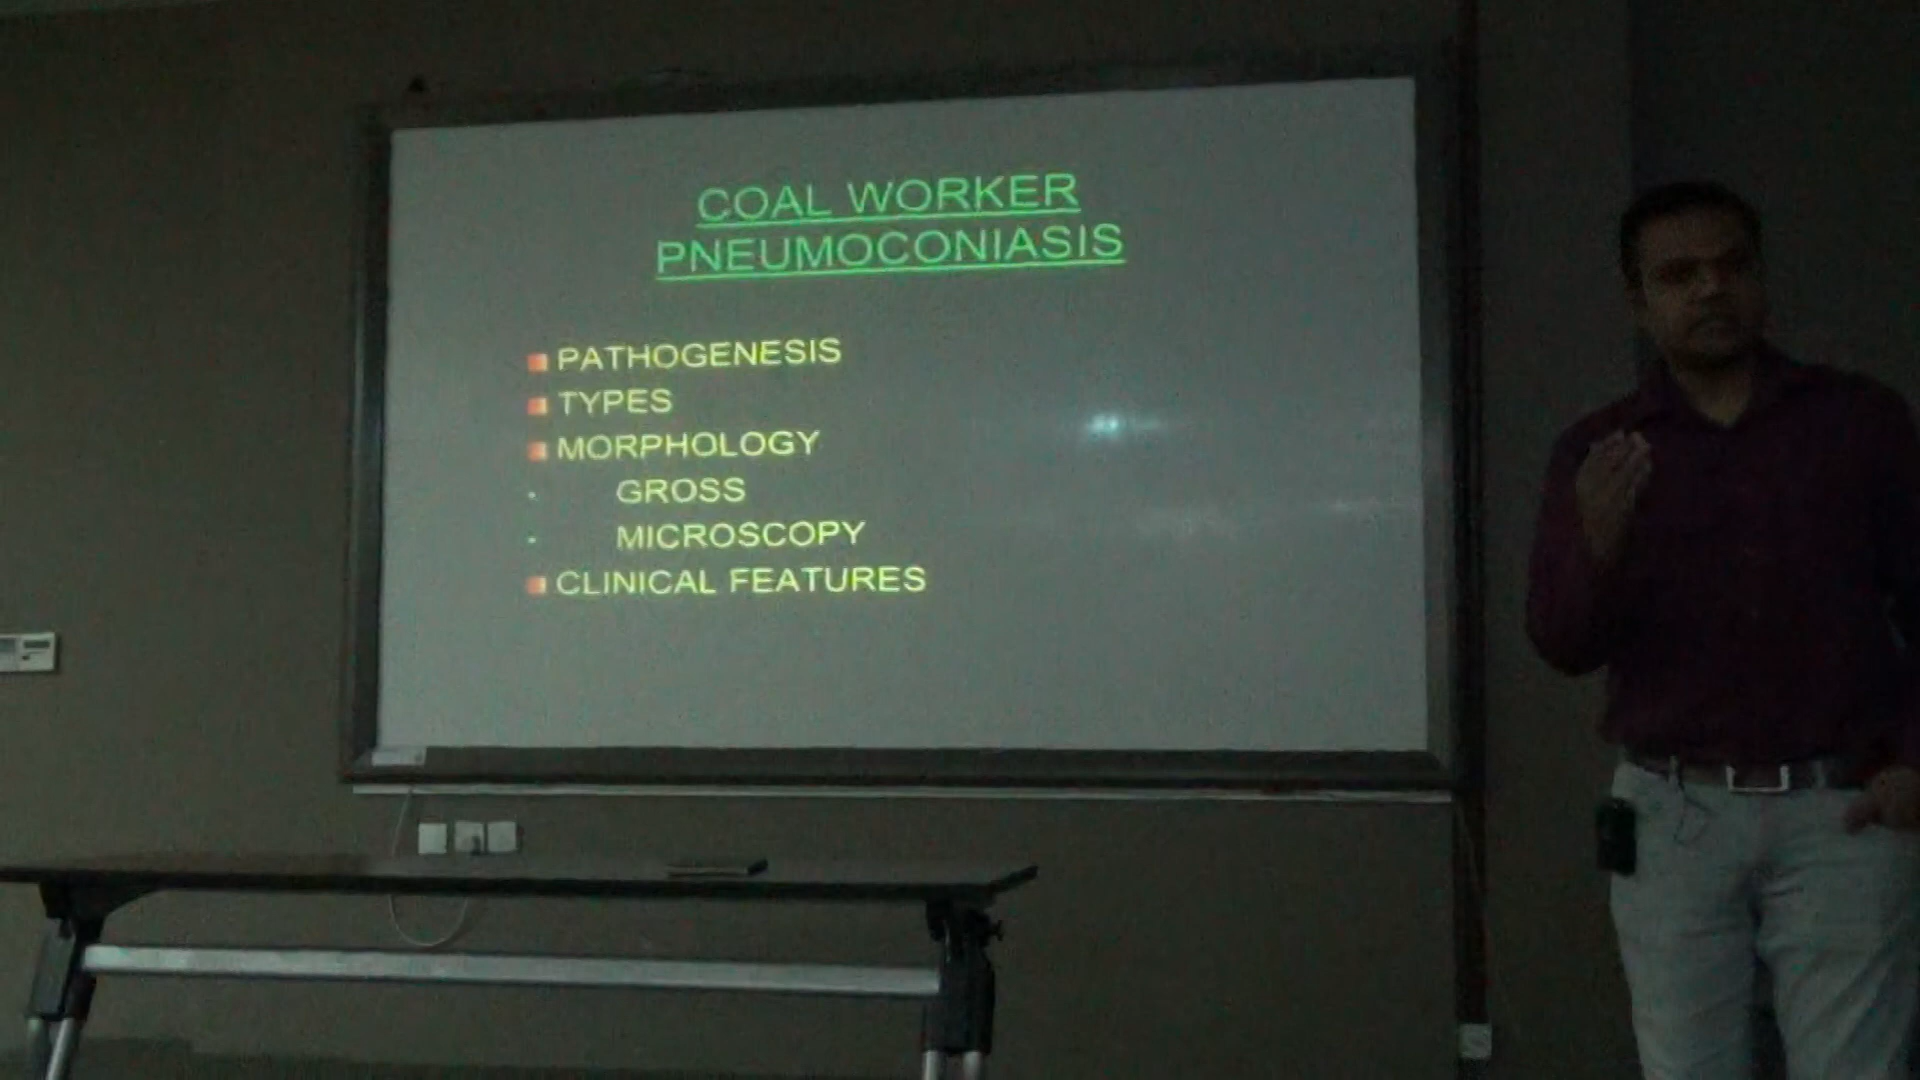 COAL WORKER
PNEUMOCONIASIS
PATHOGENESIS
TYPES
MORPHOLOGY
GROSS
MICROSCOPY
CLINICAL FEATURES